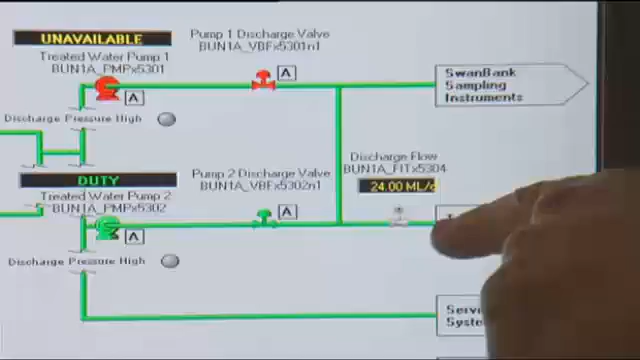 UNAVAILABLE
Treated Water Pump 1
BUN1A_PMPx5301
Pump 1 Discharge Valve
BUN1A_VBFx5301n1
A
A
Discharge Pressure High
SwanBank
Sampling
Instruments
DUTY
Treated Water Pump 2
BUN1A_PMPx5302
Pump 2 Discharge Valve
BUN1A_VBFx5302n1
A
A
Discharge Flow
BUN1A_FITx5304
24.00 ML/
Discharge Pressure High